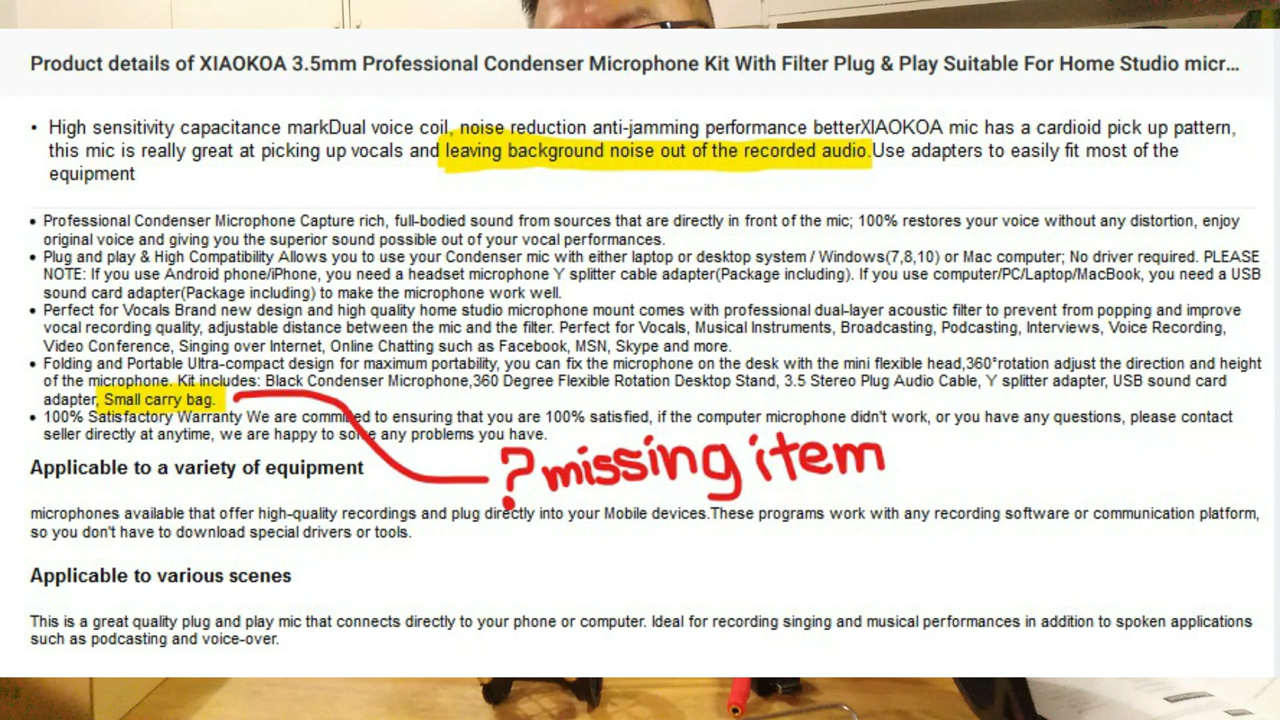 Product details of XIAOKOA 3.5mm Professional Condenser Microphone Kit With Filter Plug & Play Suitable For Home Studio micr...
• High sensitivity capacitance markDual voice coil, noise reduction anti-jamming performance betterXIAOKOA mic has a cardioid pick up pattern,
this mic is really great at picking up vocals and leaving background noise out of the recorded audio.Use adapters to easily fit most of the
equipment
• Professional Condenser Microphone Capture rich, full-bodied sound from sources that are directly in front of the mic; 100% restores your voice without any distortion, enjoy
original voice and giving you the superior sound possible out of your vocal performances.
• Plug and play & High Compatibility Allows you to use your Condenser mic with either laptop or desktop system / Windows(7,8,10) or Mac computer; No driver required. PLEASE
NOTE: If you use Android phone/iPhone, you need a headset microphone Y splitter cable adapter(Package including). If you use computer/PC/Laptop/MacBook, you need a USB
sound card adapter(Package including) to make the microphone work well.
• Perfect for Vocals Brand new design and high quality home studio microphone mount comes with professional dual-layer acoustic filter to prevent from popping and improve
vocal recording quality, adjustable distance between the mic and the filter. Perfect for Vocals, Musical Instruments, Broadcasting, Podcasting, Interviews, Voice Recording,
Video Conference, Singing over Internet, Online Chatting such as Facebook, MSN, Skype and more.
• Folding and Portable Ultra-compact design for maximum portability, you can fix the microphone on the desk with the mini flexible head,360°rotation adjust the direction and height
of the microphone. Kit includes: Black Condenser Microphone,360 Degree Flexible Rotation Desktop Stand, 3.5 Stereo Plug Audio Cable, Y splitter adapter, USB sound card
adapter, Small carry bag.
• 100% Satisfactory Warranty We are committed to ensuring that you are 100% satisfied, if the computer microphone didn't work, or you have any questions, please contact
seller directly at anytime, we are happy to solve any problems you have.
? missing item
Applicable to a variety of equipment
microphones available that offer high-quality recordings and plug directly into your Mobile devices.These programs work with any recording software or communication platform,
so you don't have to download special drivers or tools.
Applicable to various scenes
This is a great quality plug and play mic that connects directly to your phone or computer. Ideal for recording singing and musical performances in addition to spoken applications
such as podcasting and voice-over.